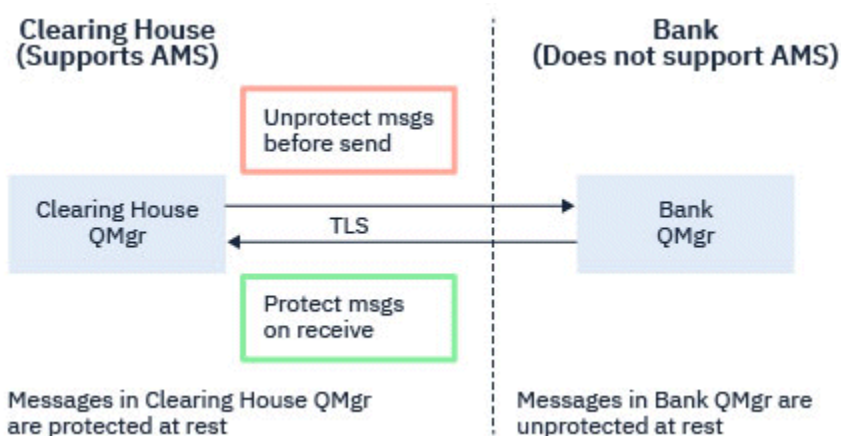 Clearing House
(Supports AMS)
Bank
(Does not support AMS)
Unprotect msgs
before send
Clearing House
QMgr
TLS
Bank
QMgr
Protect msgs
on receive
Messages in Clearing House QMgr
are protected at rest
Messages in Bank QMgr are
unprotected at rest